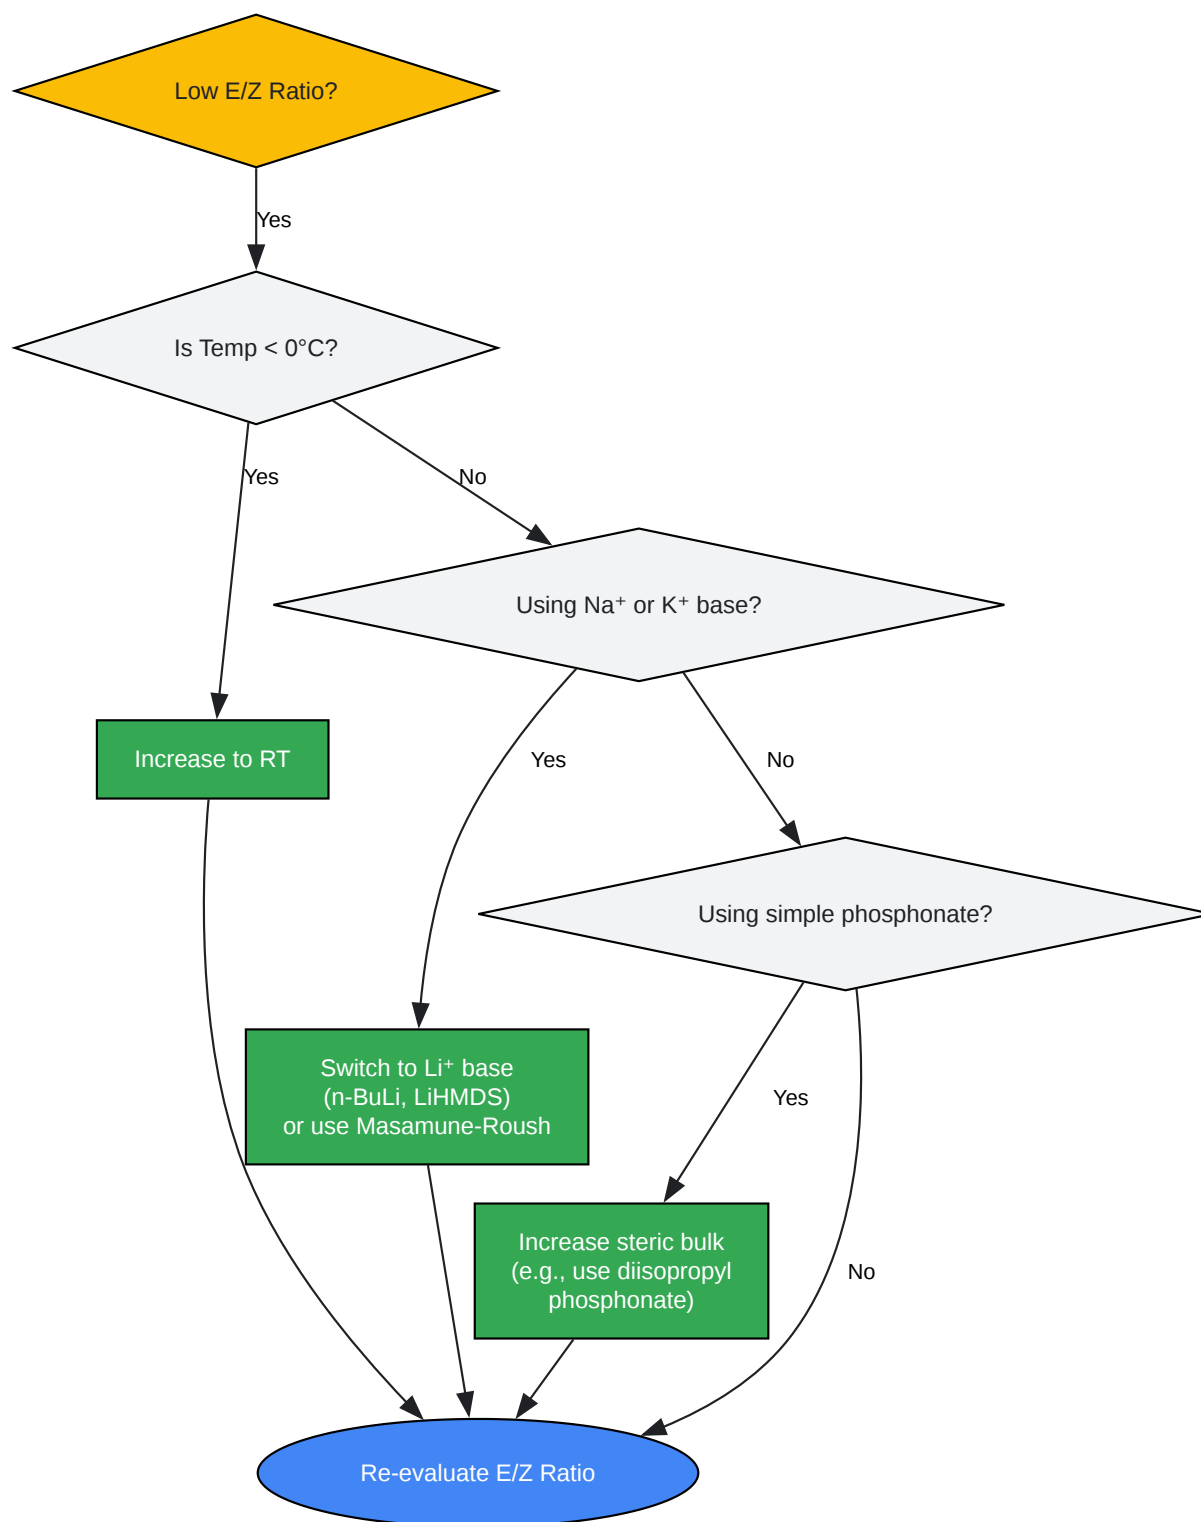 Low E/Z Ratio?
Yes
Is Temp < 0°C?
Yes
No
Using Na⁺ or K⁺ base?
Increase to RT
Yes
No
Using simple phosphonate?
Switch to Li⁺ base
(n-BuLi, LiHMDS)
or use Masamune-Roush
Yes
Increase steric bulk
(e.g., use diisopropyl
phosphonate)
No
Re-evaluate E/Z Ratio